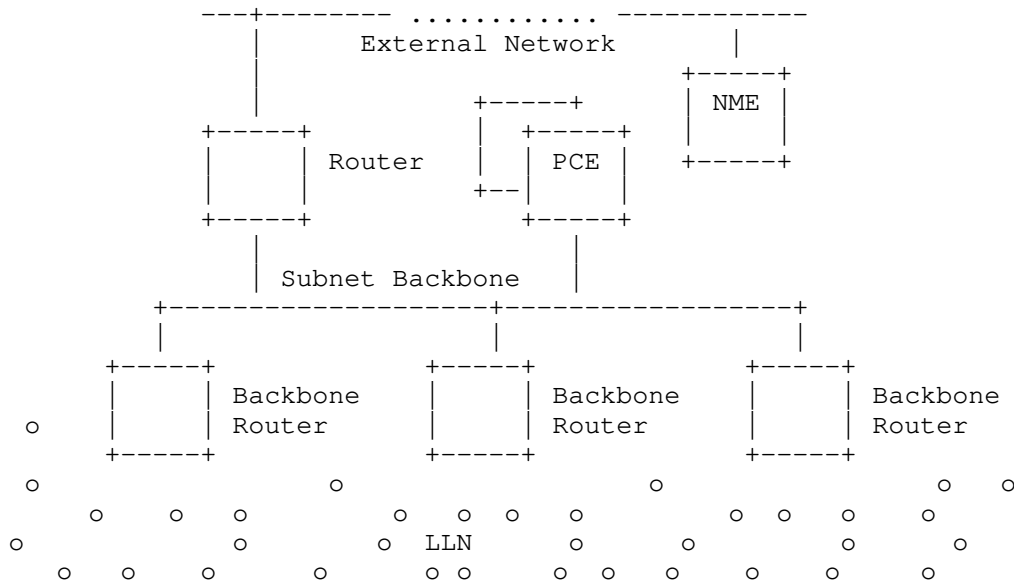 External Network
NME
Router
PCE
Subnet Backbone
Backbone Backbone Backbone
Router Router Router
LLN